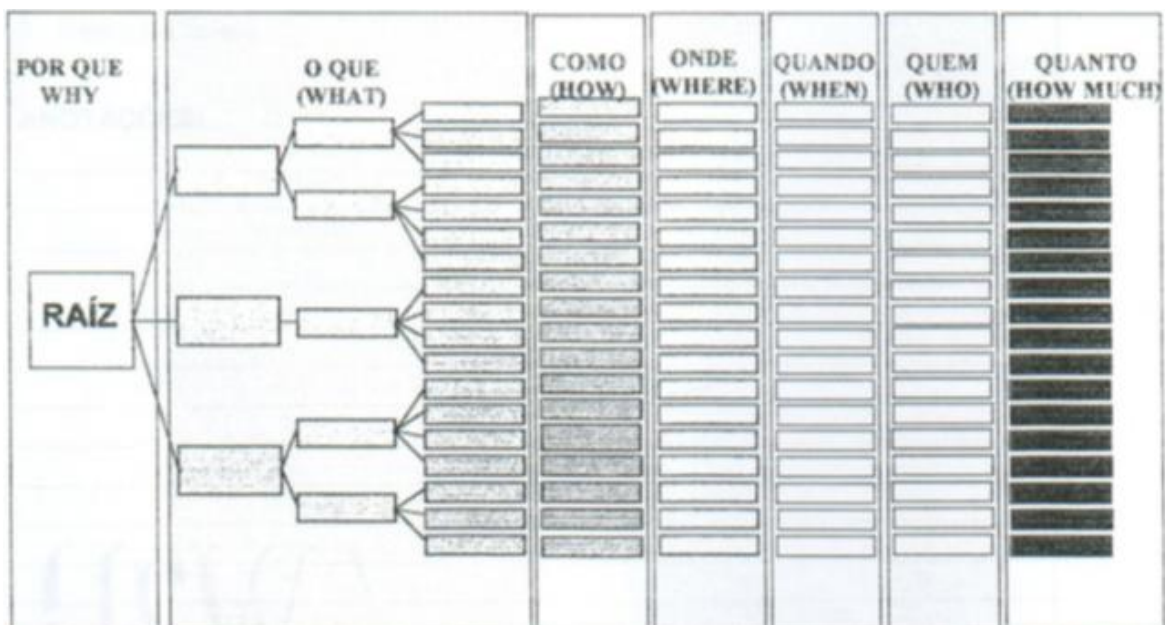 POR QUE
WHY
O QUE
(WHAT)
COMO
(HOW)
ONDE
(WHERE)
QUANDO
(WHEN)
QUEM
(WHO)
QUANTO
(HOW MUCH)
RAÍZ